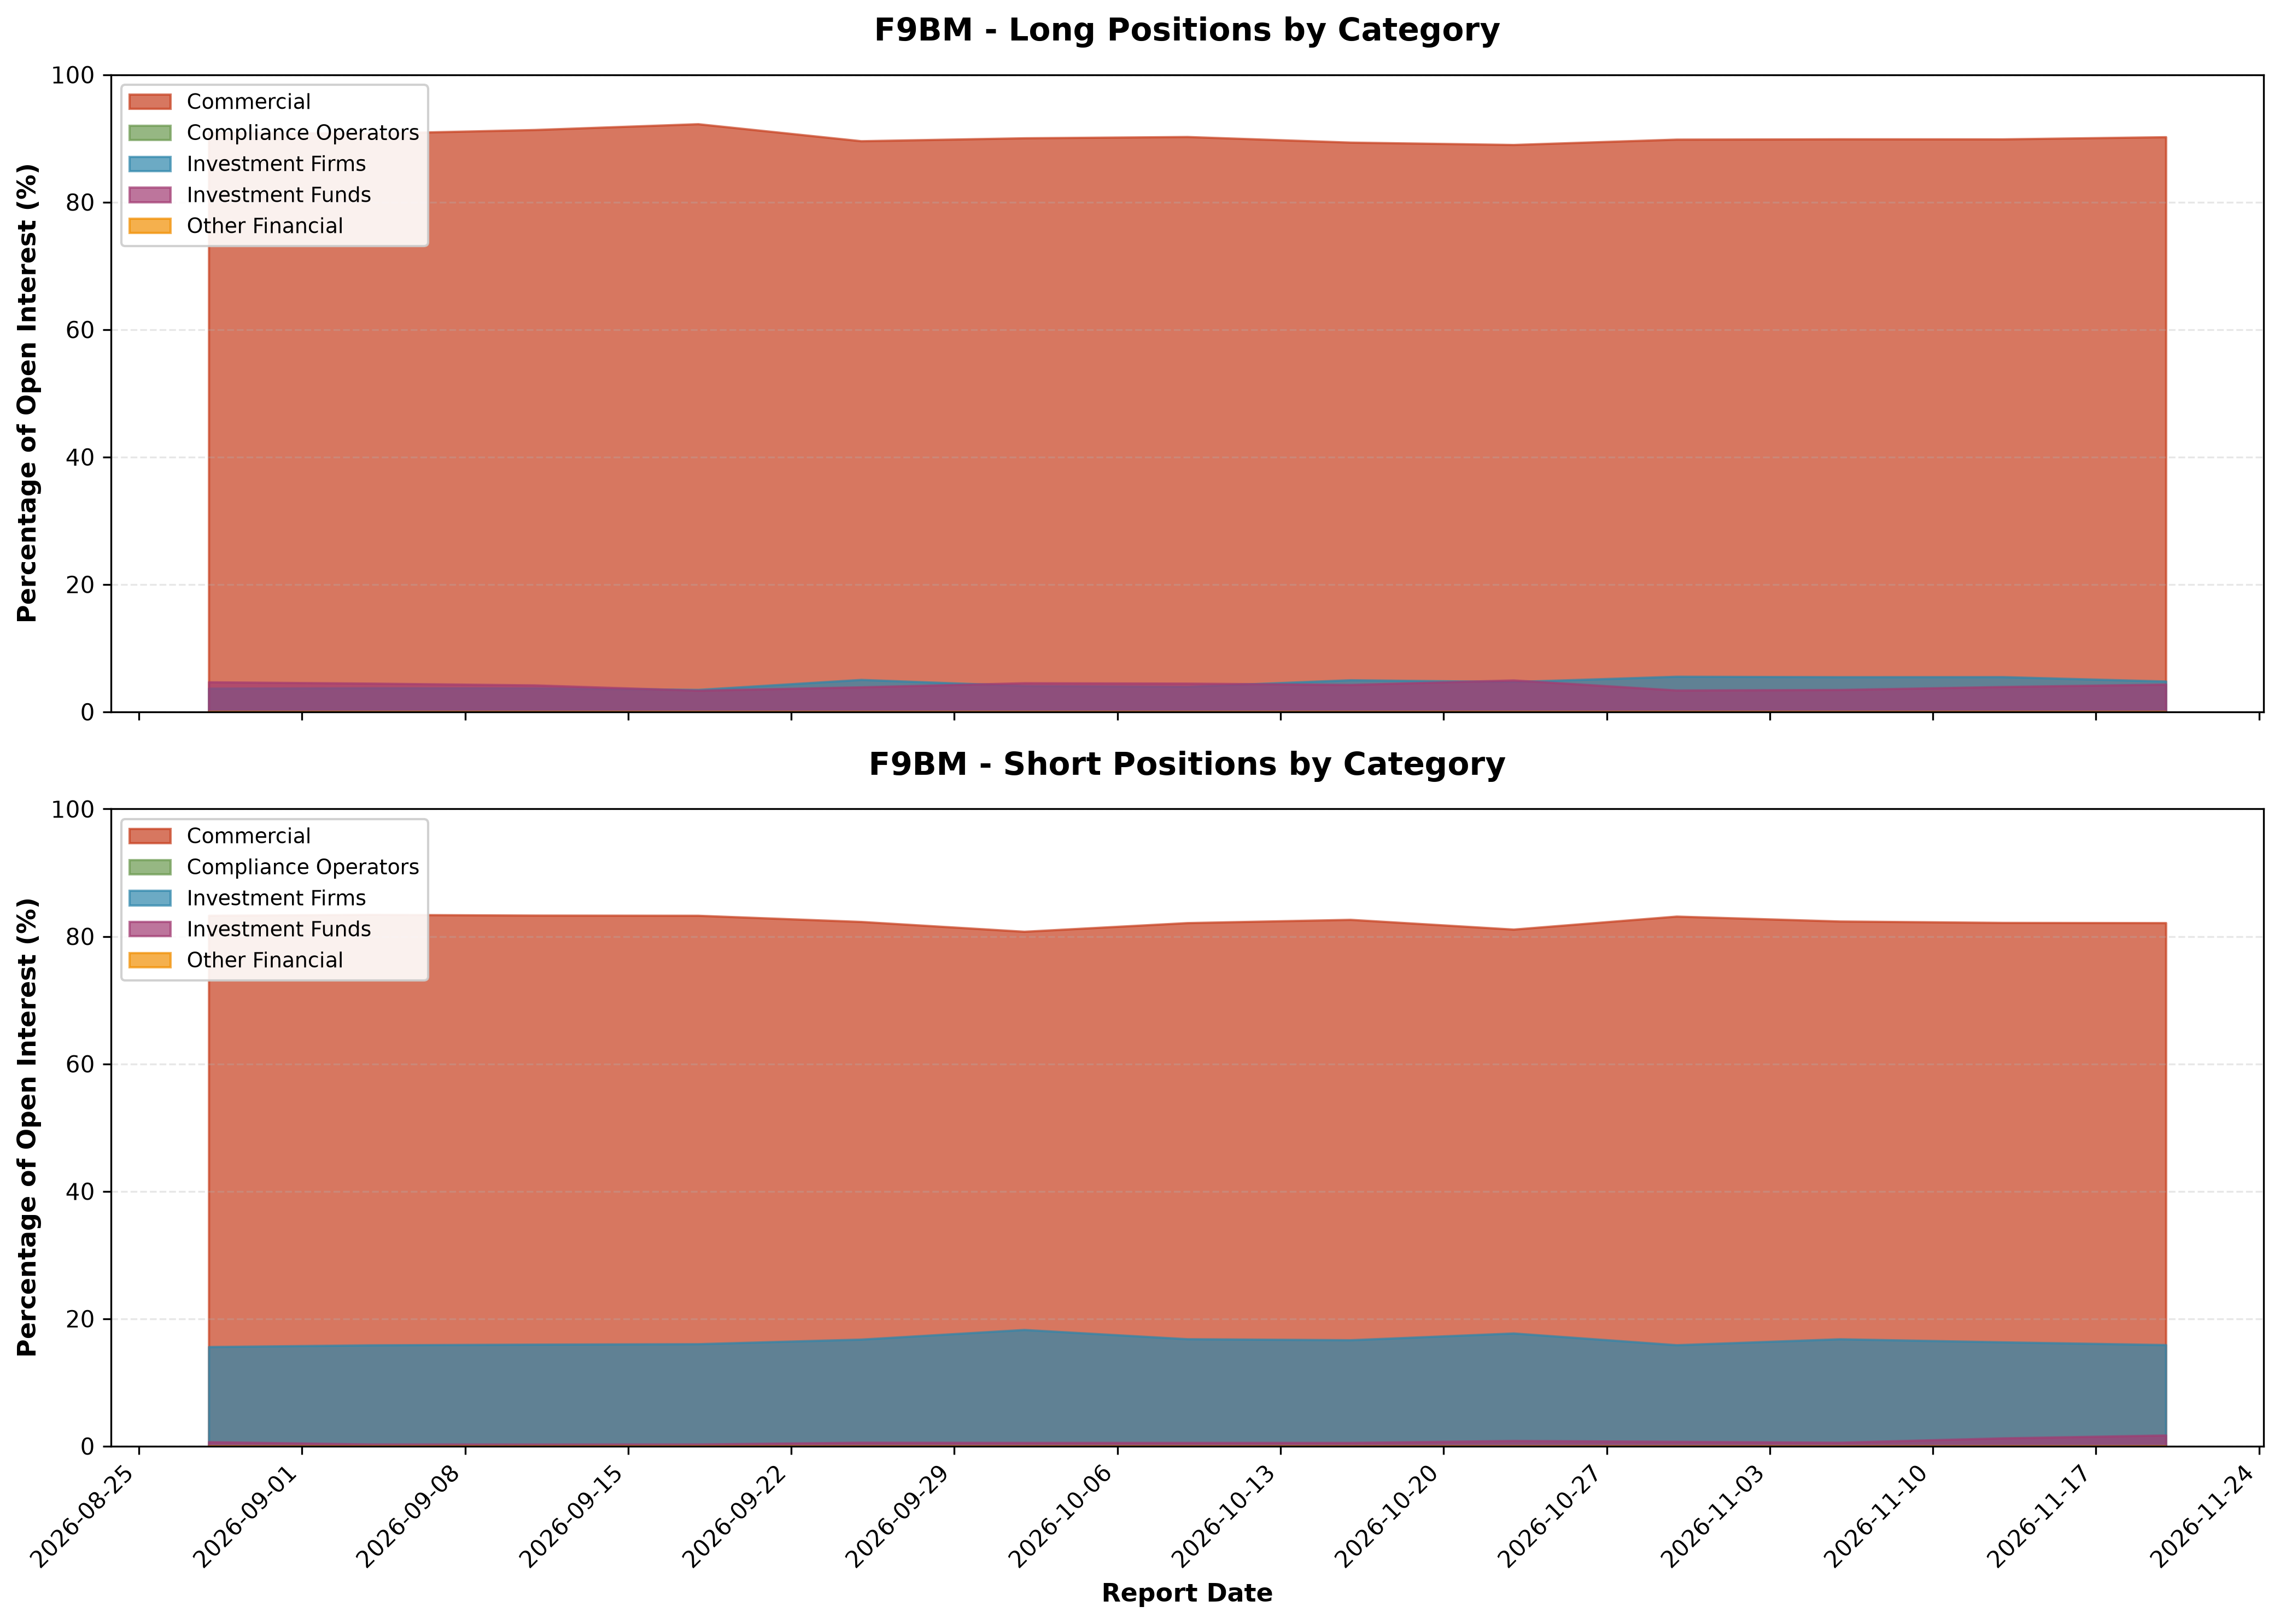 F9BM - Long Positions by Category
Percentage of Open Interest (%)
100
80
60
40
20
0
Commercial
Compliance Operators
Investment Firms
Investment Funds
Other Financial
F9BM - Short Positions by Category
Percentage of Open Interest (%)
100
80
60
40
20
0
Commercial
Compliance Operators
Investment Firms
Investment Funds
Other Financial
2026-08-25
2026-09-01
2026-09-08
2026-09-15
2026-09-22
2026-09-29
2026-10-06
2026-10-13
2026-10-20
2026-10-27
2026-11-03
2026-11-10
2026-11-17
2026-11-24
Report Date